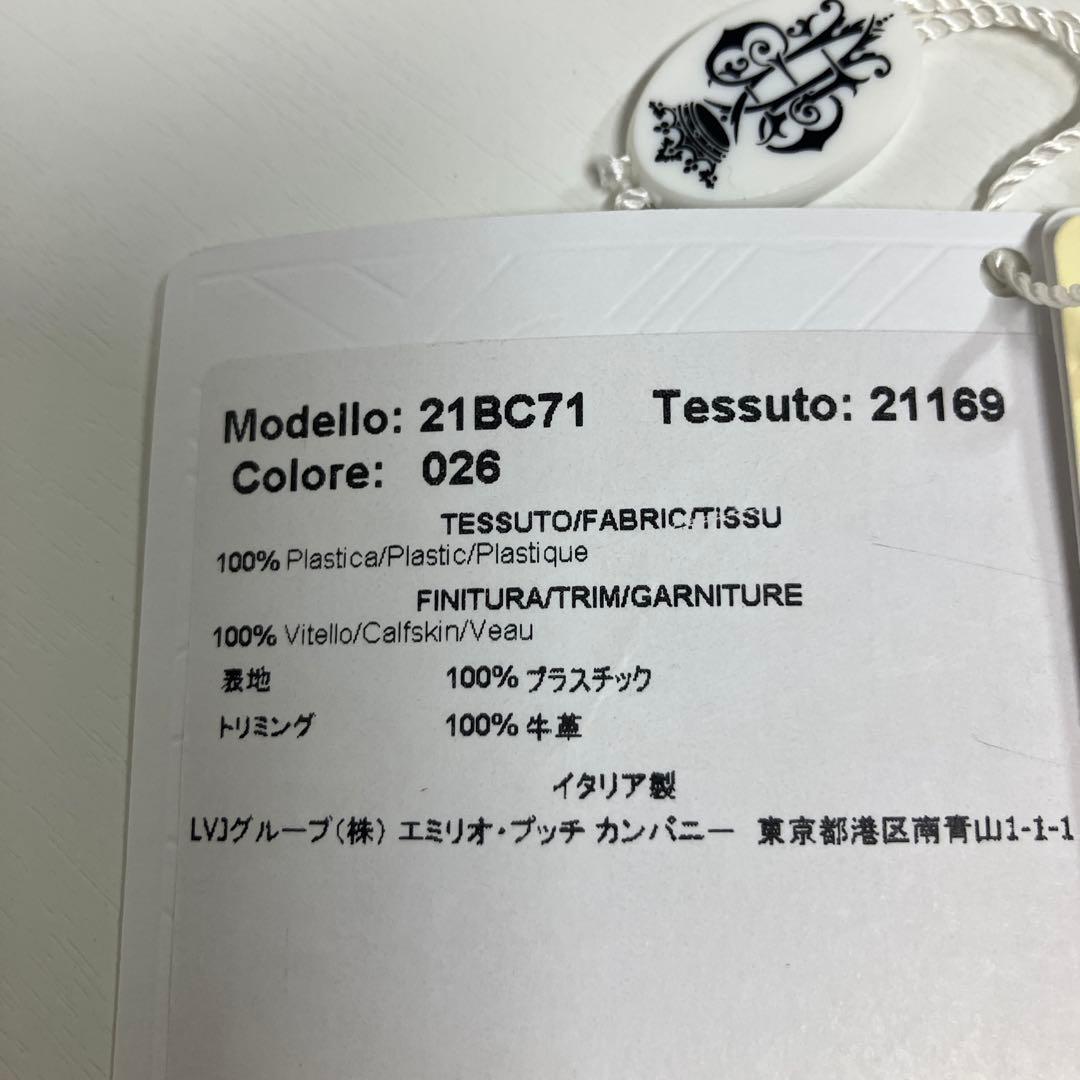 Modello: 21BC71 Tessuto: 21169
Colore: 026
TESSUTO/FABRIC/TISSU
100% Plastica/Plastic/Plastique
FINITURA/TRIM/GARNITURE
100% Vitello/Calfskin/Veau
表地 100% プラスチック
トリミング 100% 牛革
イタリア製
LVJグループ(株) エミリオ・プッチ カンパニー 東京都港区南青山1-1-1